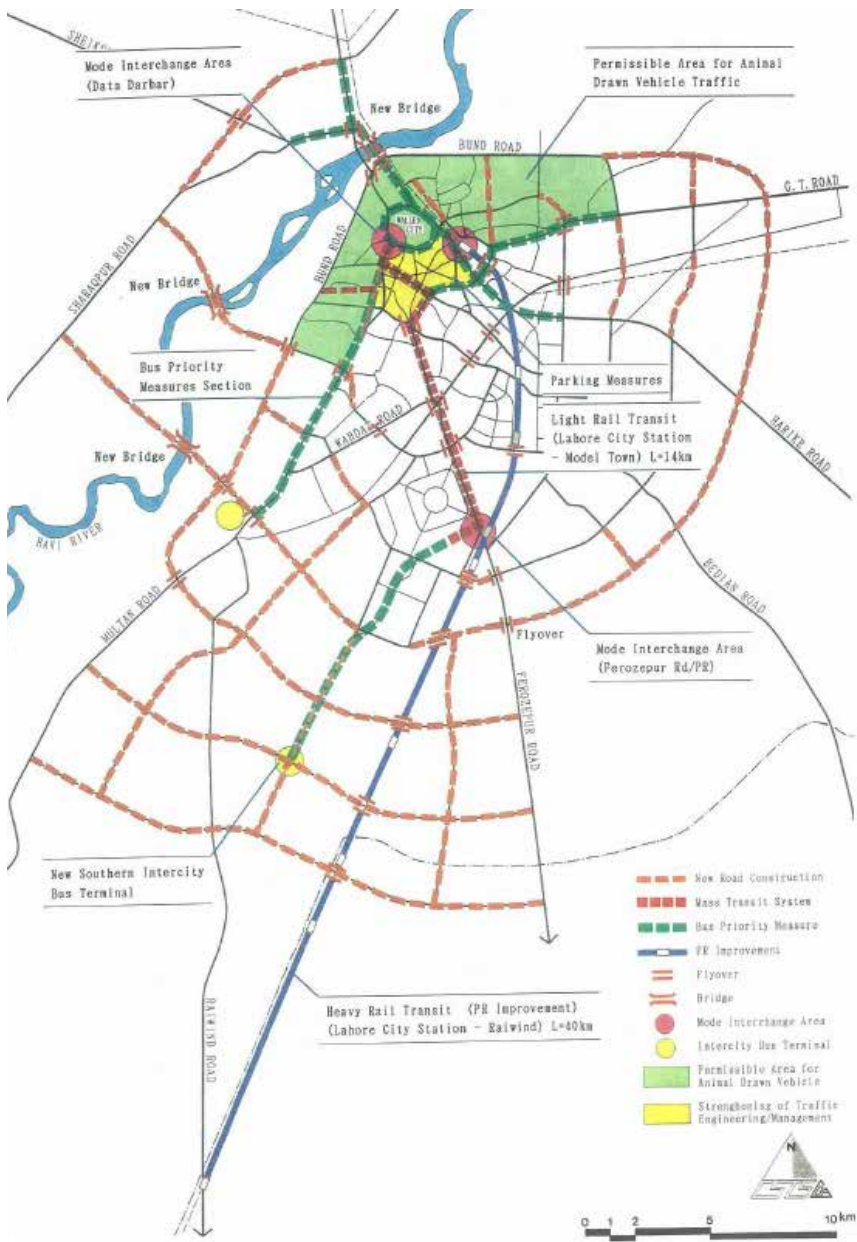 Mode Interchange Area
(Data Darbar)
Permissible Area for Animal
Drawn Vehicle Traffic
New Bridge
BUND ROAD
G.T. ROAD
WALLED
CITY
BUND ROAD
SHARAQPUR ROAD
New Bridge
Bus Priority
Measures Section
Parking Measures
WAHDAT ROAD
Light Rail Transit
(Lahore City Station
- Model Town) L=14km
HARIKE ROAD
New Bridge
RAVI RIVER
BEDIAN ROAD
MULTAN ROAD
Flyover
Mode Interchange Area
(Ferozepur Rd/PR)
FEROZEPUR ROAD
New Southern Intercity
Bus Terminal
New Road Construction
Mass Transit System
Bus Priority Measure
PR Improvement
Flyover
Bridge
Mode Interchange Area
Intercity Bus Terminal
Permissible Area for
Animal Drawn Vehicle
Strengthening of Traffic
Engineering/Management
Heavy Rail Transit (PR Improvement)
(Lahore City Station - Raiwind) L=40km
RAIWIND ROAD
N
0 1 2 5 10 km